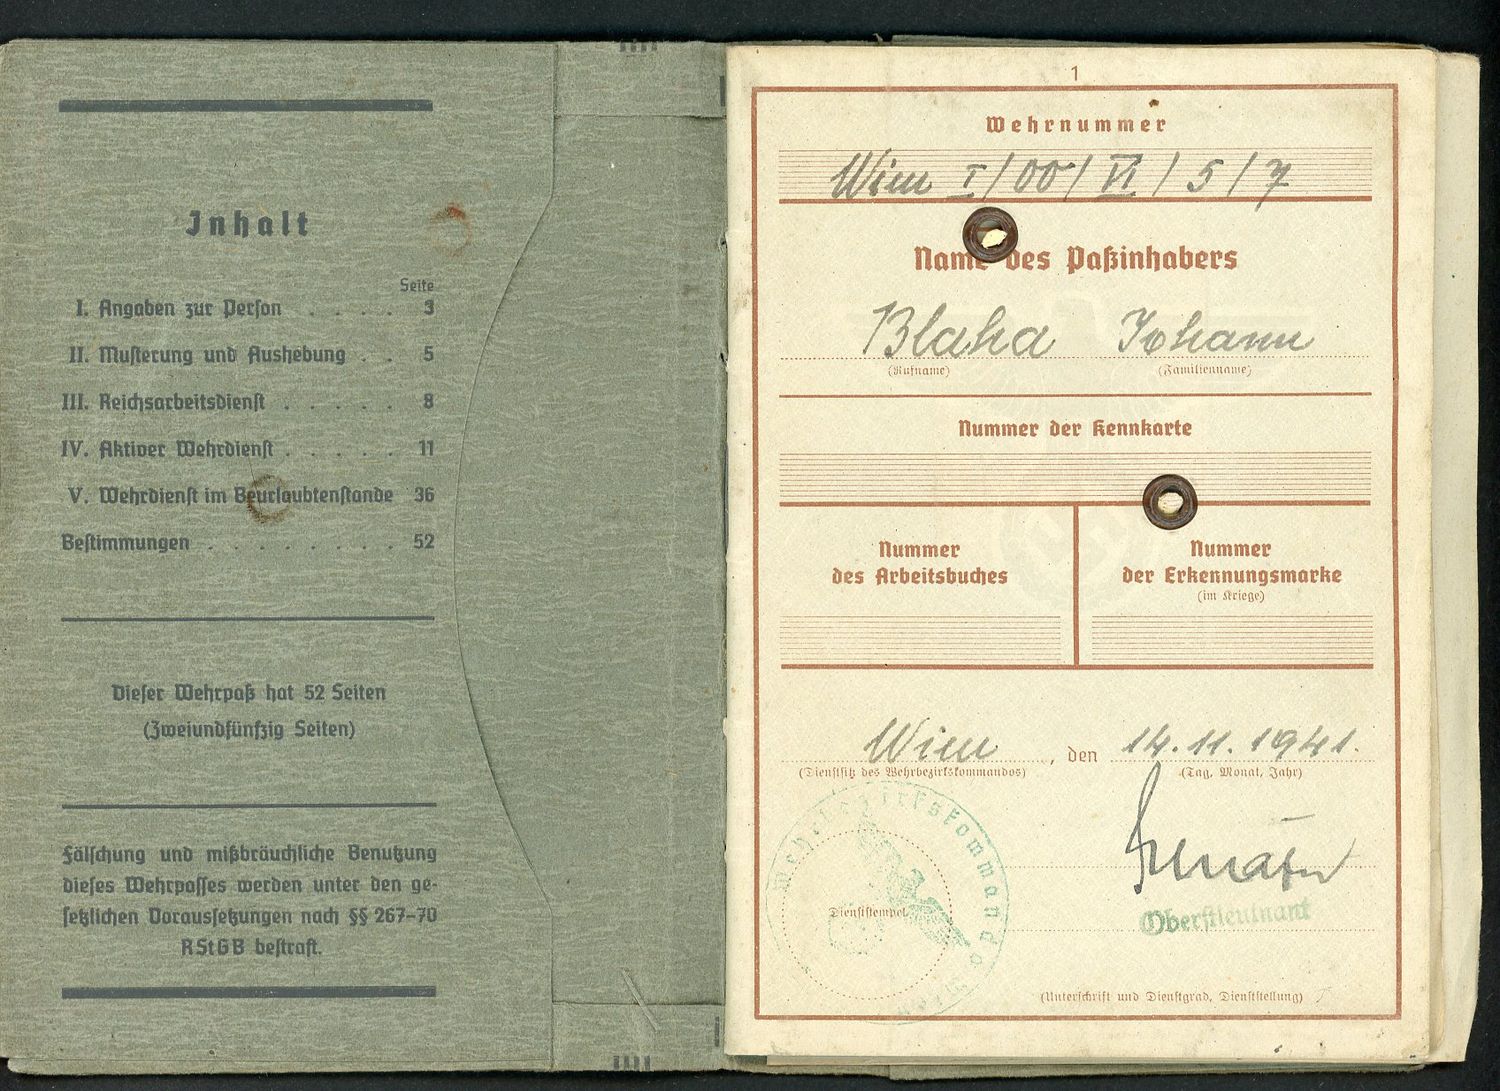 Inhalt
Seite
I. Angaben zur Person . . . . 3
II. Musterung und Aushebung . . 5
III. Reichsarbeitsdienst . . . . . 8
IV. Aktiver Wehrdienst . . . . . 11
V. Wehrdienst im Beurlaubtenstande 36
Bestimmungen . . . . . . . . 52
Dieser Wehrpaß hat 52 Seiten
(Zweiundfünfzig Seiten)
Fälschung und mißbräuchliche Benutzung
dieses Wehrpasses werden unter den ge-
setzlichen Voraussetzungen nach §§ 267-70
RStGB bestraft.
1
Wehrnummer
Wien I/00/VI/5/7
Name des Paßinhabers
Blaha Johann
(Rufname) (Familienname)
Nummer der Kennkarte
Nummer
des Arbeitsbuches
Nummer
der Erkennungsmarke
(im Kriege)
Wien, den 14.11.1941.
(Dienstsitz des Wehrbezirkskommandos) (Tag, Monat, Jahr)
Wehrbezirkskommando Wien
Dienststempel
Oberstleutnant
(Unterschrift und Dienstgrad, Dienststellung)